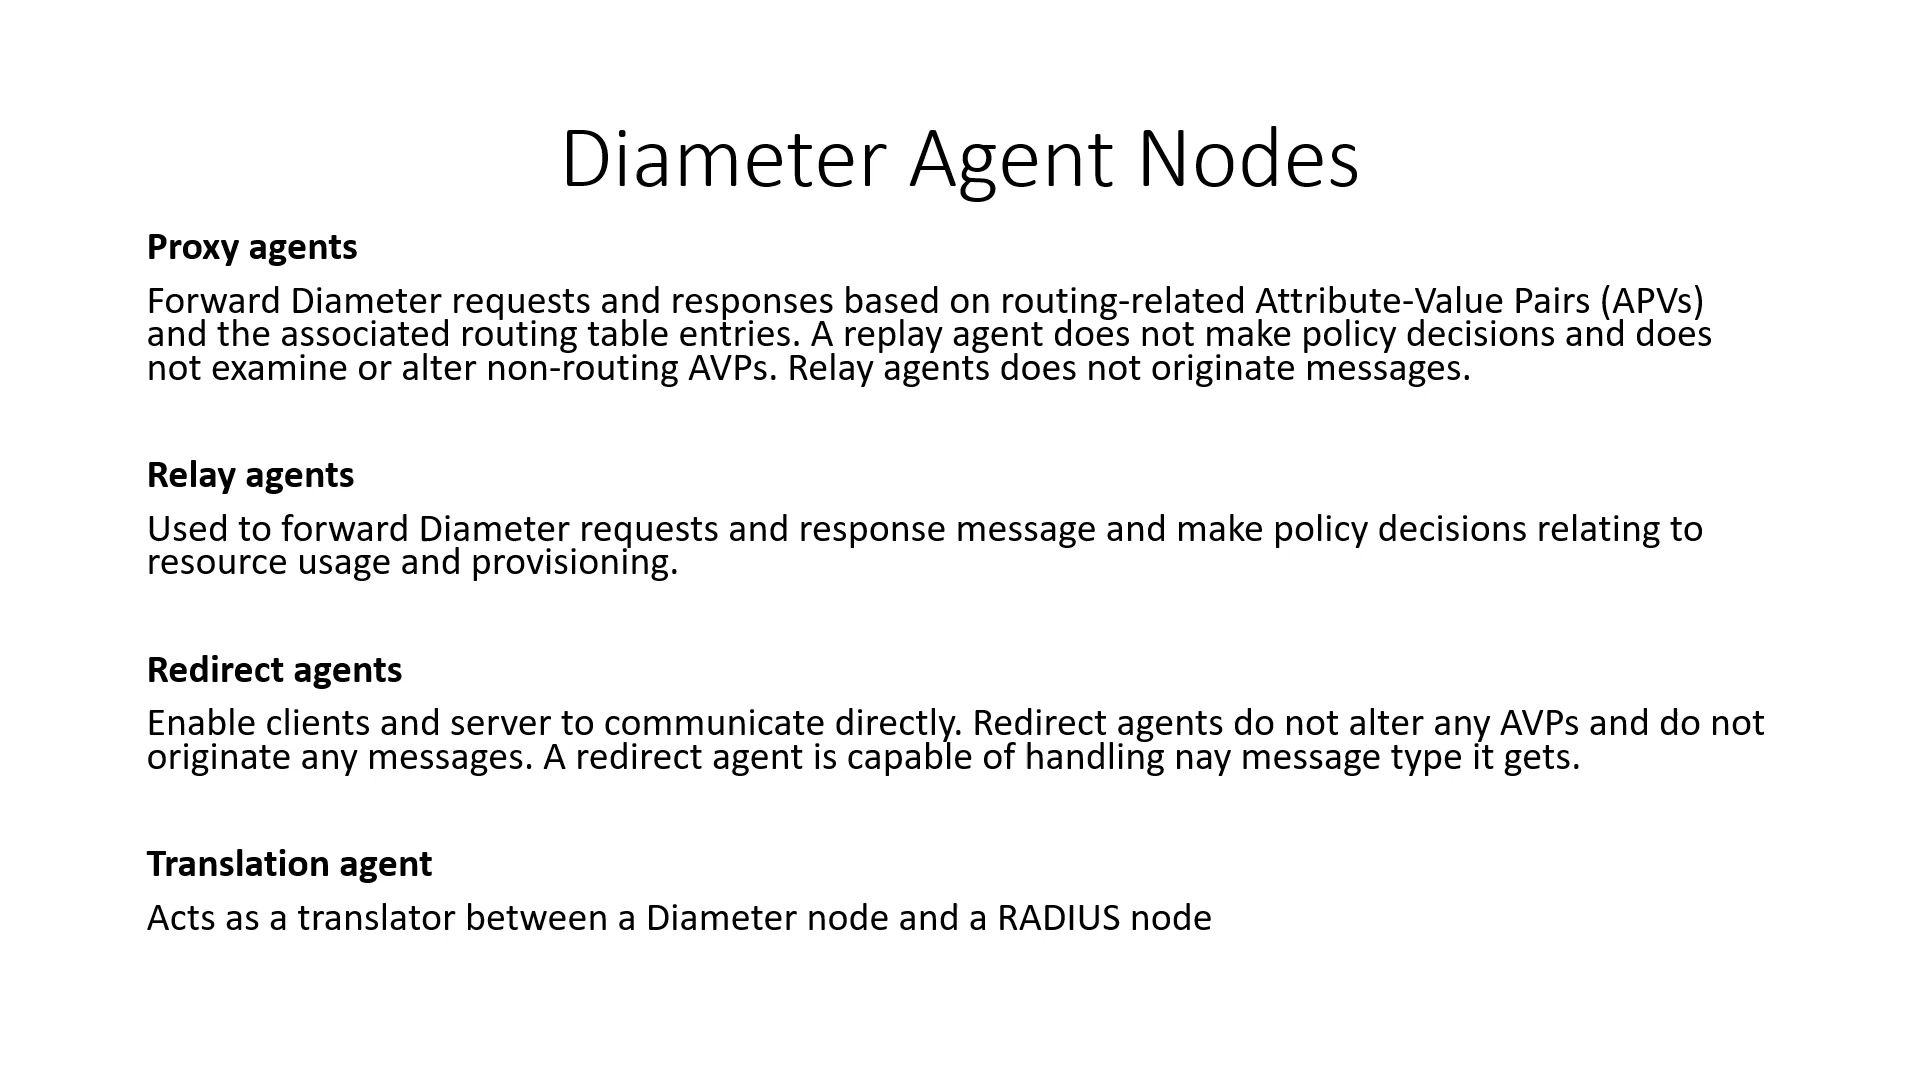 Diameter Agent Nodes
Proxy agents
Forward Diameter requests and responses based on routing-related Attribute-Value Pairs (APVs)
and the associated routing table entries. A replay agent does not make policy decisions and does
not examine or alter non-routing AVPs. Relay agents does not originate messages.
Relay agents
Used to forward Diameter requests and response message and make policy decisions relating to
resource usage and provisioning.
Redirect agents
Enable clients and server to communicate directly. Redirect agents do not alter any AVPs and do not
originate any messages. A redirect agent is capable of handling nay message type it gets.
Translation agent
Acts as a translator between a Diameter node and a RADIUS node